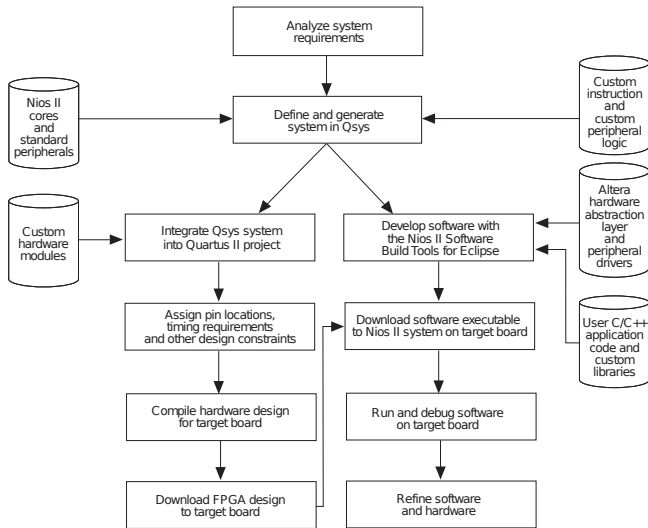 Analyze system
requirements
Nios II
cores
and
standard
peripherals
Define and generate
system in Qsys
Custom
instruction
and
custom
peripheral
logic
Custom
hardware
modules
Integrate Qsys system
into Quartus II project
Develop software with
the Nios II Software
Build Tools for Eclipse
Altera
hardware
abstraction
layer
and
peripheral
drivers
Assign pin locations,
timing requirements
and other design constraints
Download software executable
to Nios II system on target board
User C/C++
application
code and
custom
libraries
Compile hardware design
for target board
Run and debug software
on target board
Download FPGA design
to target board
Refine software
and hardware